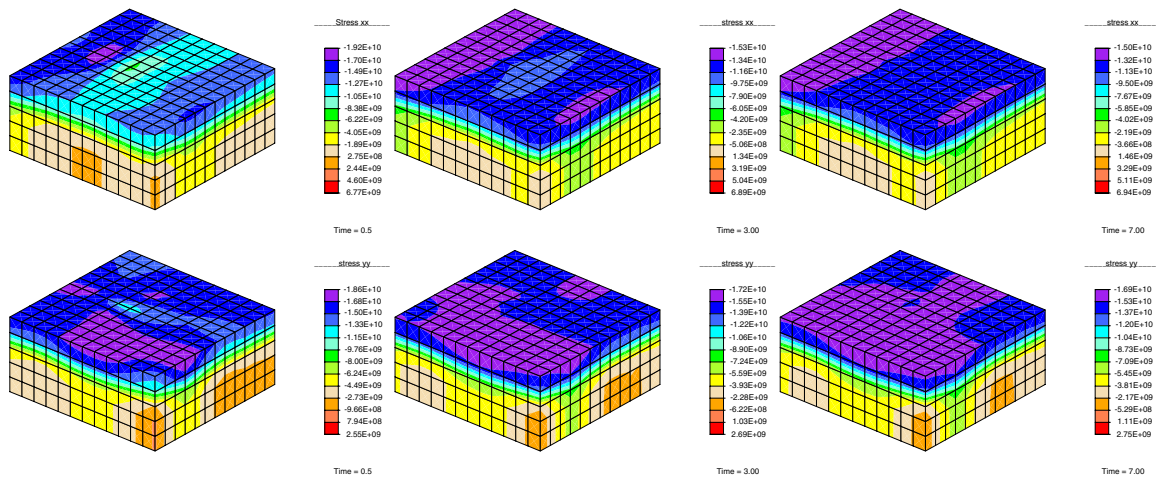 Stress xx
-1.92E+10
-1.70E+10
-1.49E+10
-1.27E+10
-1.05E+10
-8.38E+09
-6.22E+09
-4.05E+09
-1.89E+09
2.75E+08
2.44E+09
4.60E+09
6.77E+09
Time = 0.5
stress xx
-1.53E+10
-1.34E+10
-1.16E+10
-9.75E+09
-7.90E+09
-6.05E+09
-4.20E+09
-2.35E+09
-5.06E+08
1.34E+09
3.19E+09
5.04E+09
6.89E+09
Time = 3.00
stress xx
-1.50E+10
-1.32E+10
-1.13E+10
-9.50E+09
-7.67E+09
-5.85E+09
-4.02E+09
-2.19E+09
-3.66E+08
1.46E+09
3.29E+09
5.11E+09
6.94E+09
Time = 7.00
stress yy
-1.86E+10
-1.68E+10
-1.50E+10
-1.33E+10
-1.15E+10
-9.76E+09
-8.00E+09
-6.24E+09
-4.49E+09
-2.73E+09
-9.66E+08
7.94E+08
2.55E+09
Time = 0.5
stress yy
-1.72E+10
-1.55E+10
-1.39E+10
-1.22E+10
-1.06E+10
-8.90E+09
-7.24E+09
-5.59E+09
-3.93E+09
-2.28E+09
-6.22E+08
1.03E+09
2.69E+09
Time = 3.00
stress yy
-1.69E+10
-1.53E+10
-1.37E+10
-1.20E+10
-1.04E+10
-8.73E+09
-7.09E+09
-5.45E+09
-3.81E+09
-2.17E+09
-5.29E+08
1.11E+09
2.75E+09
Time = 7.00